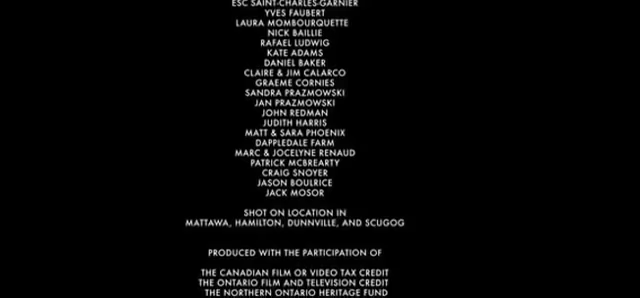 ESC SAINT-CHARLES-GARNIER
YVES FAUBERT
LAURA MOMBOURQUETTE
NICK BAILLIE
RAFAEL LUDWIG
KATE ADAMS
DANIEL BAKER
CLAIRE & JIM CALARCO
GRAEME CORNIES
SANDRA PRAZMOWSKI
JAN PRAZMOWSKI
JOHN REDMAN
JUDITH HARRIS
MATT & SARA PHOENIX
DAPPLEDALE FARM
MARC & JOCELYNE RENAUD
PATRICK MCBREARTY
CRAIG SNOYER
JASON BOULRICE
JACK MOSOR
SHOT ON LOCATION IN
MATTAWA, HAMILTON, DUNNVILLE, AND SCUGOG
PRODUCED WITH THE PARTICIPATION OF
THE CANADIAN FILM OR VIDEO TAX CREDIT
THE ONTARIO FILM AND TELEVISION CREDIT
THE NORTHERN ONTARIO HERITAGE FUND